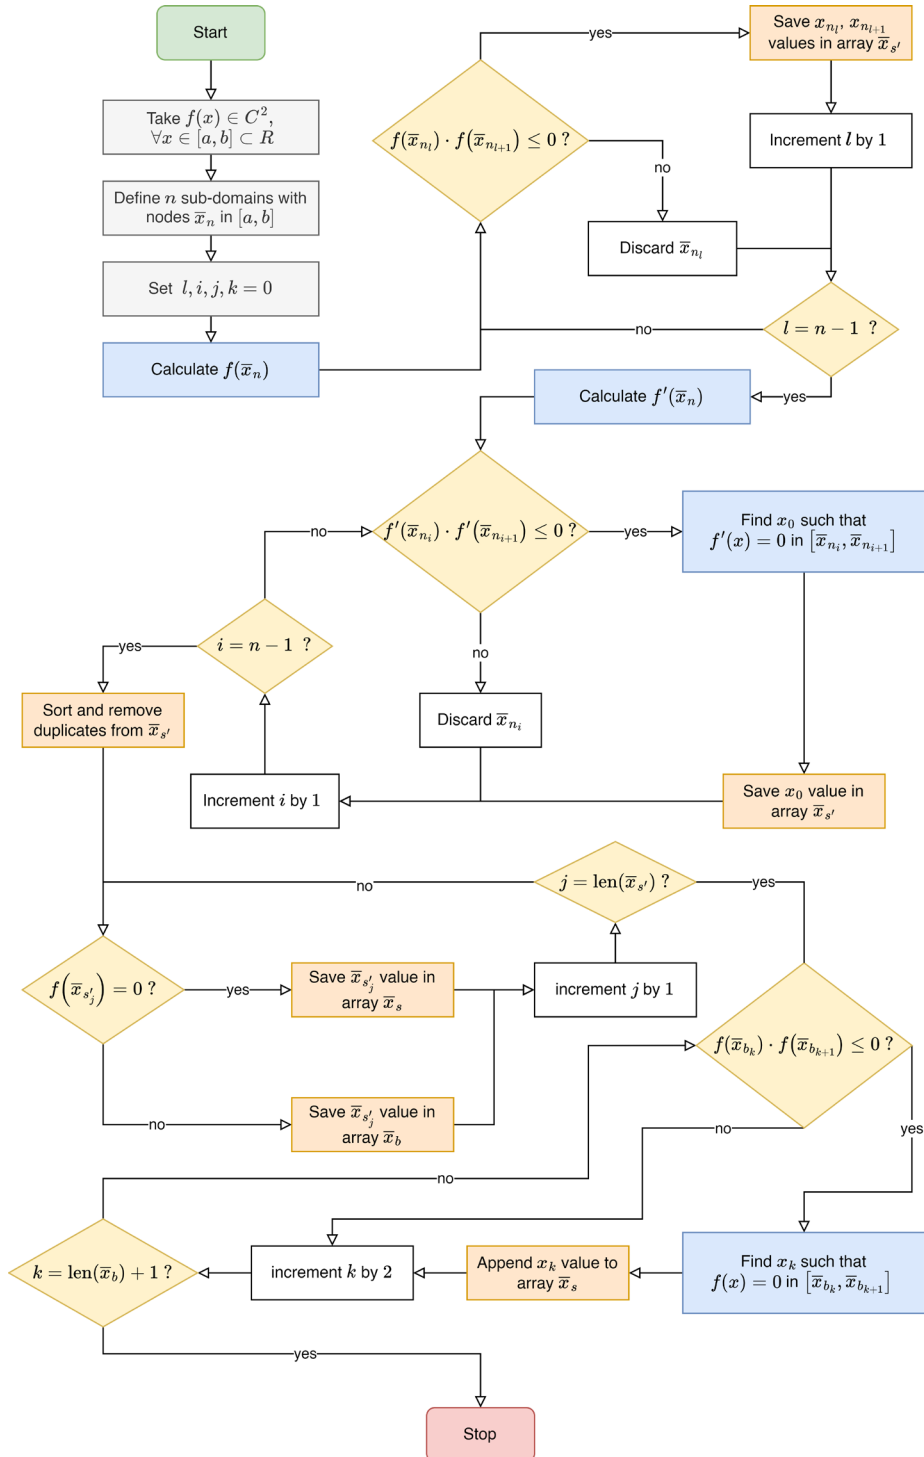 Start
Take f(x) ∈ C²,
∀x ∈ [a, b] ⊂ R
Define n sub-domains with
nodes x̅ₙ in [a, b]
Set l, i, j, k = 0
Calculate f(x̅ₙ)
f(x̅_{n_l}) · f(x̅_{n_{l+1}}) ≤ 0 ?
yes
Save x_{n_l}, x_{n_{l+1}}
values in array x̅_{s′}
Increment l by 1
no
Discard x̅_{n_l}
l = n − 1 ?
no
yes
Calculate f′(x̅ₙ)
f′(x̅_{n_i}) · f′(x̅_{n_{i+1}}) ≤ 0 ?
yes
Find x₀ such that
f′(x) = 0 in [x̅_{n_i}, x̅_{n_{i+1}}]
no
Discard x̅_{n_i}
Save x₀ value in
array x̅_{s′}
Increment i by 1
i = n − 1 ?
no
yes
Sort and remove
duplicates from x̅_{s′}
f(x̅_{s′_j}) = 0 ?
yes
Save x̅_{s′_j} value in
array x̅_s
no
Save x̅_{s′_j} value in
array x̅_b
increment j by 1
j = len(x̅_{s′}) ?
no
yes
f(x̅_{b_k}) · f(x̅_{b_{k+1}}) ≤ 0 ?
no
yes
Find x_k such that
f(x) = 0 in [x̅_{b_k}, x̅_{b_{k+1}}]
Append x_k value to
array x̅_s
increment k by 2
k = len(x̅_b) + 1 ?
no
yes
Stop